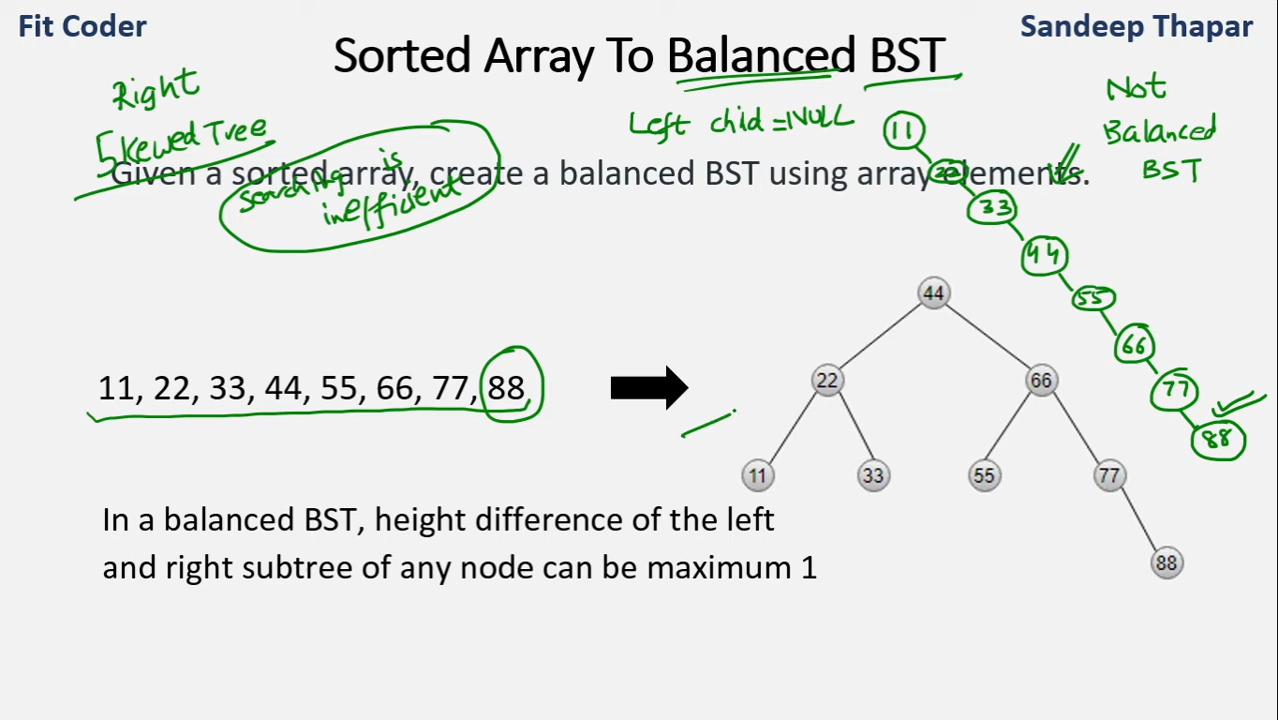 Fit Coder
Sandeep Thapar
Sorted Array To Balanced BST
Right
Skewed Tree
Left chid = NULL
Not
Balanced
BST
Given a sorted array, create a balanced BST using array elements.
searching is
inefficient
11
22
33
44
55
66
77
88
11, 22, 33, 44, 55, 66, 77, 88
44
22
66
11
33
55
77
88
In a balanced BST, height difference of the left
and right subtree of any node can be maximum 1